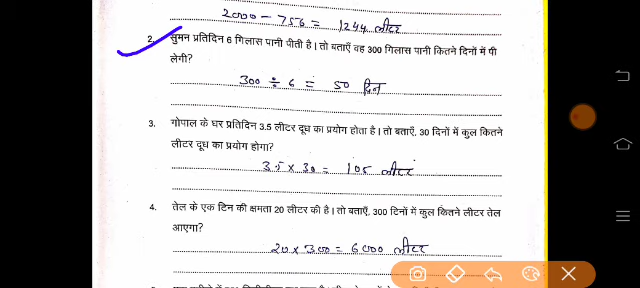 2000 - 756 = 1244 लीटर
2. सुमन प्रतिदिन 6 गिलास पानी पीती है। तो बताएँ वह 300 गिलास पानी कितने दिनों में पी
लेगी?
300 ÷ 6 = 50 दिन
3. गोपाल के घर प्रतिदिन 3.5 लीटर दूध का प्रयोग होता है। तो बताएँ, 30 दिनों में कुल कितने
लीटर दूध का प्रयोग होगा?
3.5 × 30 = 105 लीटर
4. तेल के एक टिन की क्षमता 20 लीटर की है। तो बताएँ, 300 टिनों में कुल कितने लीटर तेल
आएगा?
20 × 300 = 6000 लीटर